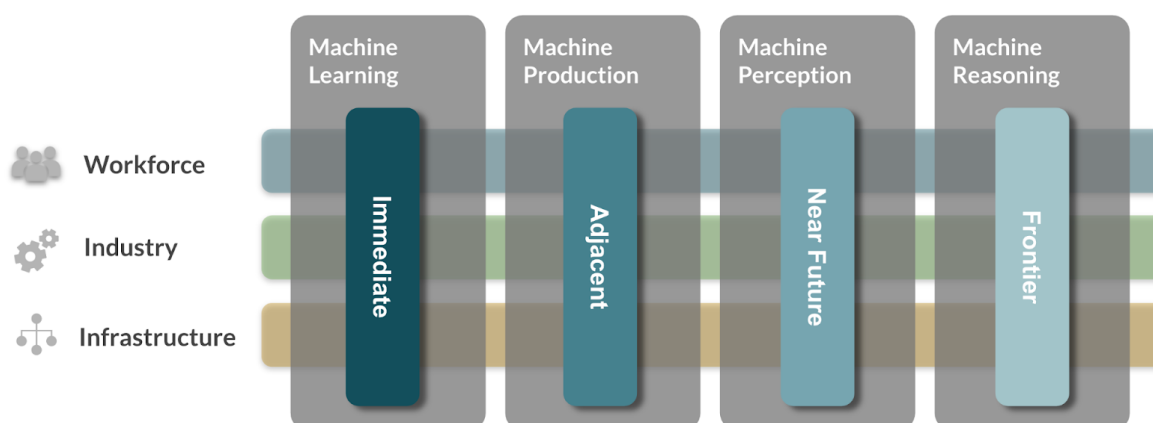 Machine
Learning
Machine
Production
Machine
Perception
Machine
Reasoning
Workforce
Industry
Infrastructure
Immediate
Adjacent
Near Future
Frontier